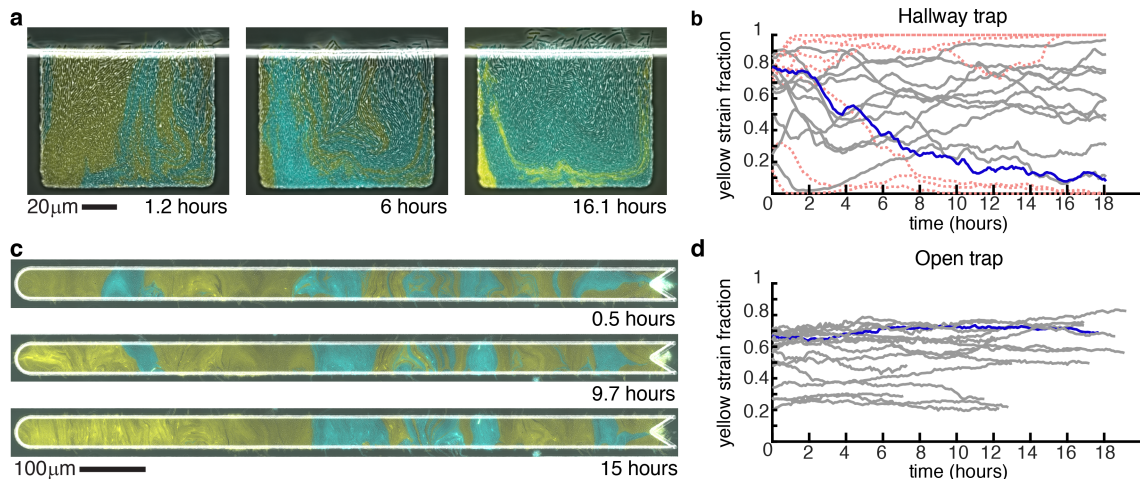 a
20μm
1.2 hours
6 hours
16.1 hours
b
Hallway trap
yellow strain fraction
1
0.8
0.6
0.4
0.2
0 2 4 6 8 10 12 14 16 18
time (hours)
c
0.5 hours
9.7 hours
100μm
15 hours
d
Open trap
yellow strain fraction
1
0.8
0.6
0.4
0.2
0 2 4 6 8 10 12 14 16 18
time (hours)